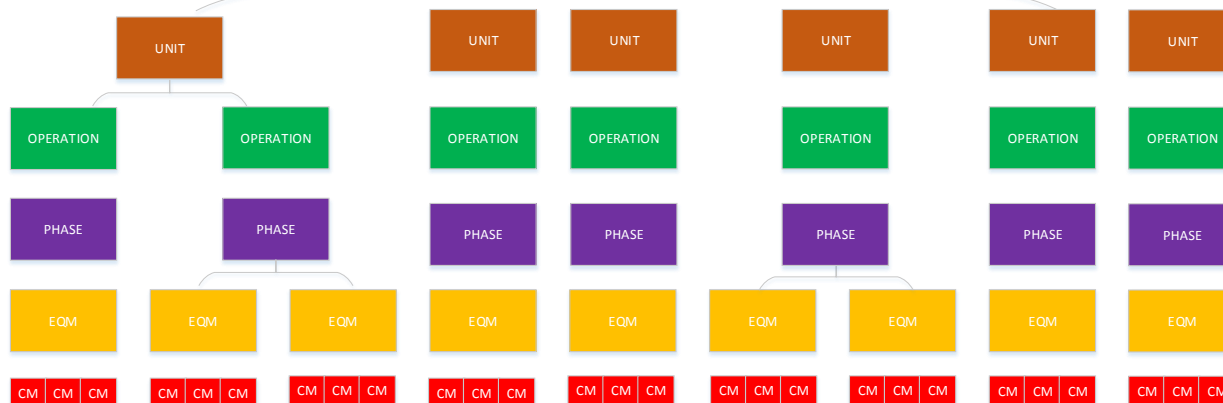 UNIT UNIT UNIT UNIT UNIT UNIT
OPERATION OPERATION OPERATION OPERATION OPERATION OPERATION OPERATION
PHASE PHASE PHASE PHASE PHASE PHASE PHASE
EQM EQM EQM EQM EQM EQM EQM EQM EQM
CM CM CM CM CM CM CM CM CM CM CM CM CM CM CM CM CM CM CM CM CM CM CM CM CM CM CM